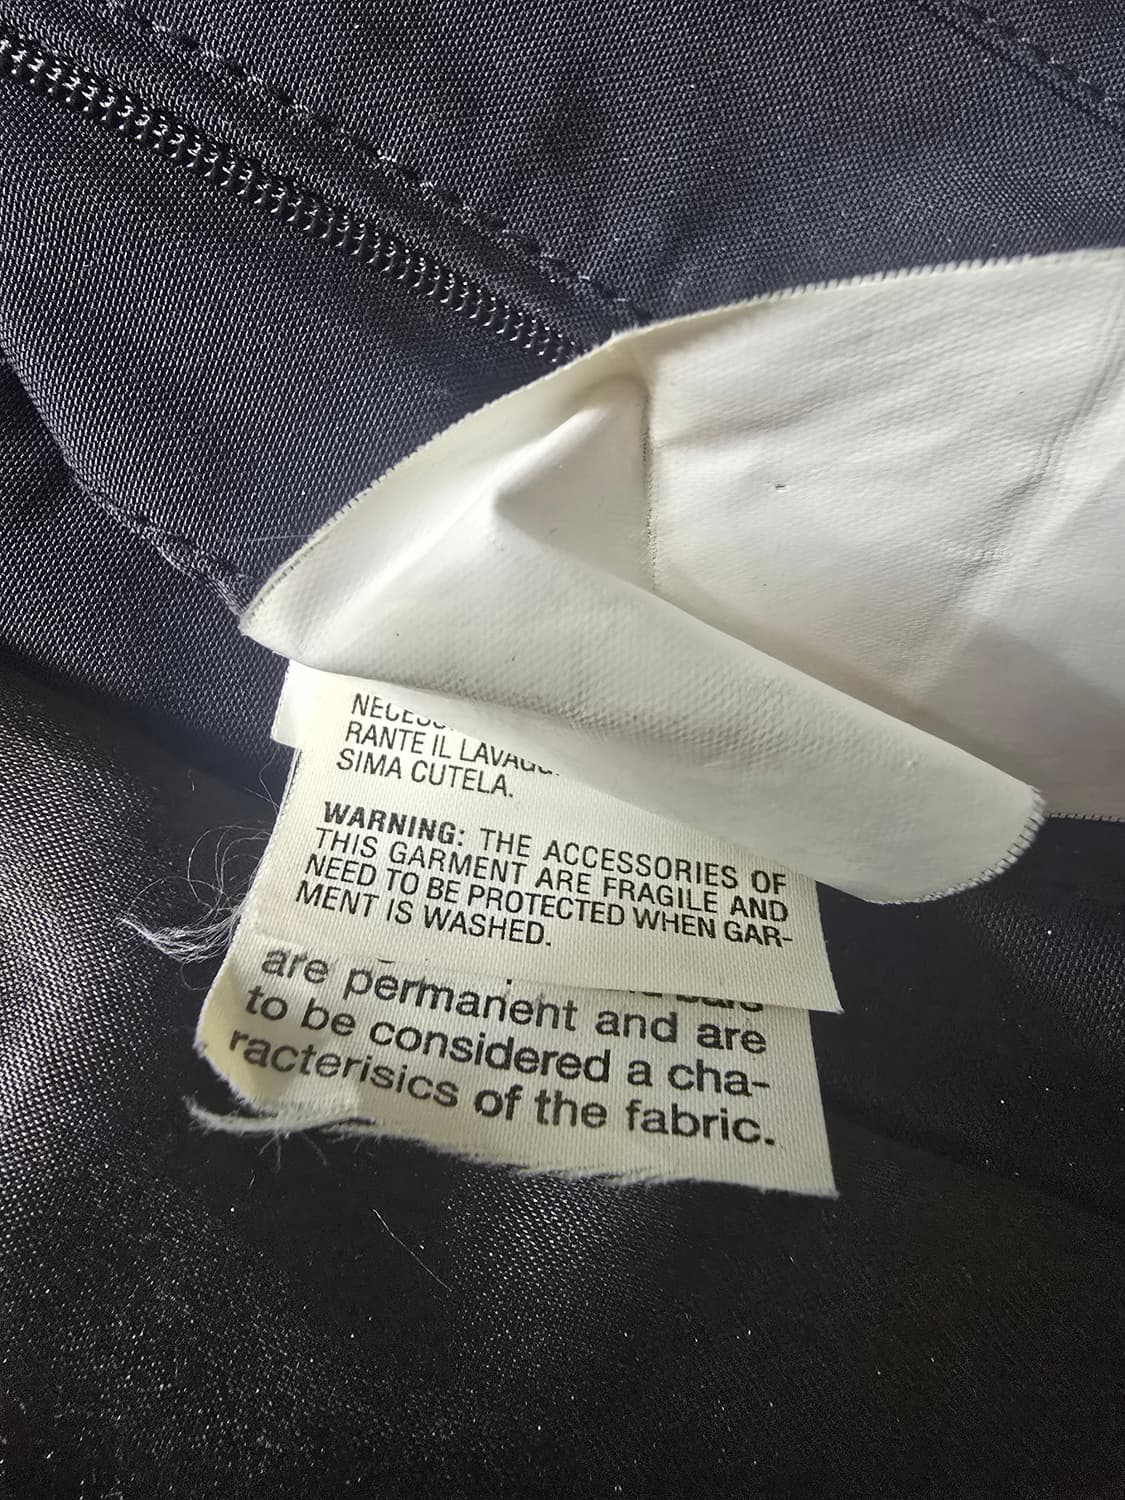 RANTE IL
SIMA CUTELA.
WARNING: THE ACCESSORIES OF
THIS GARMENT ARE FRAGILE AND
NEED TO BE PROTECTED WHEN GAR-
MENT IS WASHED.
are permanent and are
to be considered a cha-
racterisics of the fabric.